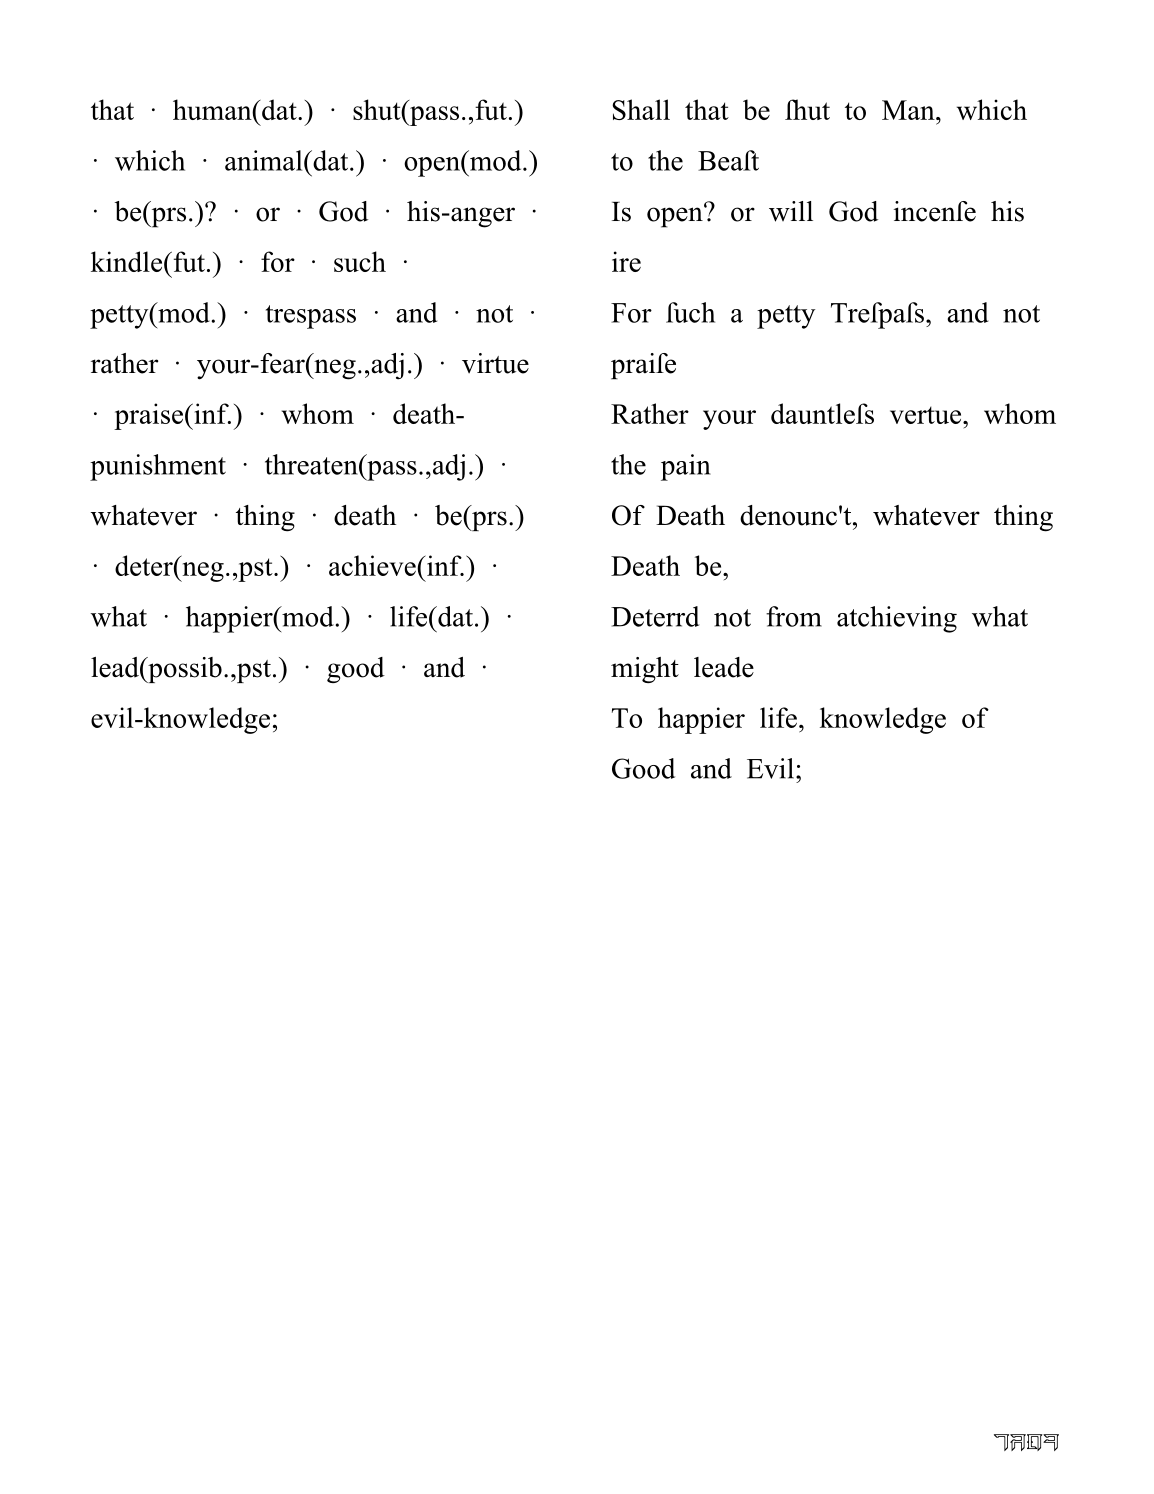 that · human(dat.) · shut(pass.,fut.)
· which · animal(dat.) · open(mod.)
· be(prs.)? · or · God · his-anger ·
kindle(fut.) · for · such ·
petty(mod.) · trespass · and · not ·
rather · your-fear(neg.,adj.) · virtue
· praise(inf.) · whom · death-
punishment · threaten(pass.,adj.) ·
whatever · thing · death · be(prs.)
· deter(neg.,pst.) · achieve(inf.) ·
what · happier(mod.) · life(dat.) ·
lead(possib.,pst.) · good · and ·
evil-knowledge;
Shall that be ſhut to Man, which
to the Beaſt
Is open? or will God incenſe his
ire
For ſuch a petty Treſpaſs, and not
praiſe
Rather your dauntleſs vertue, whom
the pain
Of Death denounc't, whatever thing
Death be,
Deterrd not from atchieving what
might leade
To happier life, knowledge of
Good and Evil;